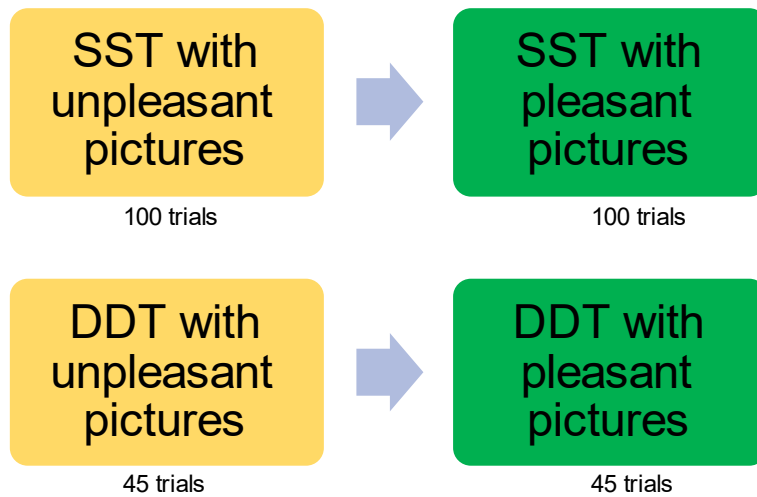 SST with
unpleasant
pictures
100 trials
SST with
pleasant
pictures
100 trials
DDT with
unpleasant
pictures
45 trials
DDT with
pleasant
pictures
45 trials